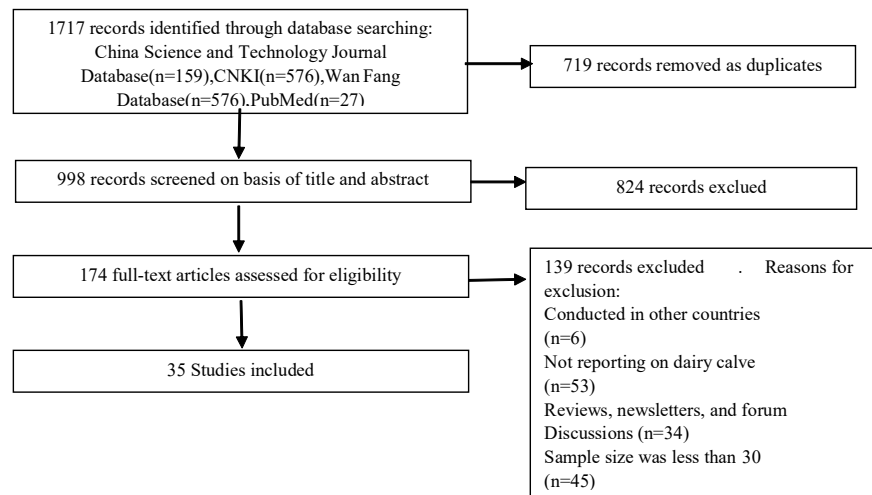 1717 records identified through database searching:
China Science and Technology Journal
Database(n=159),CNKI(n=576),Wan Fang
Database(n=576),PubMed(n=27)
719 records removed as duplicates
998 records screened on basis of title and abstract
824 records exclued
174 full-text articles assessed for eligibility
139 records excluded . Reasons for
exclusion:
Conducted in other countries
(n=6)
Not reporting on dairy calve
(n=53)
Reviews, newsletters, and forum
Discussions (n=34)
Sample size was less than 30
(n=45)
35 Studies included